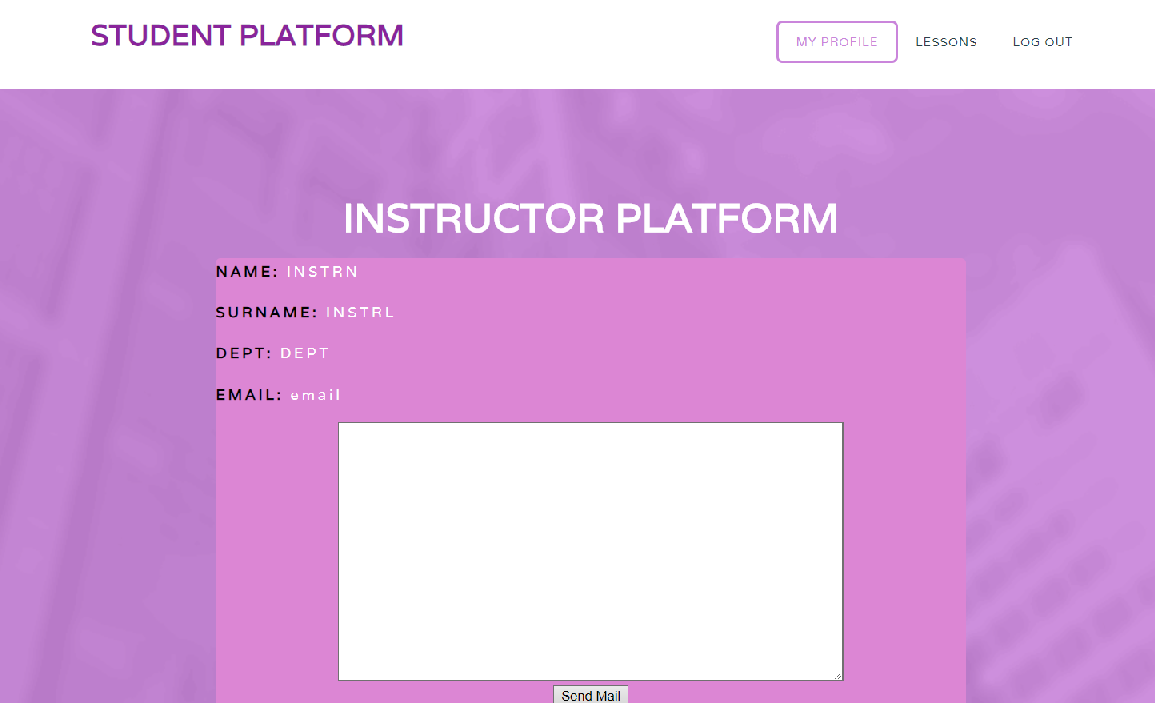 STUDENT PLATFORM
MY PROFILE LESSONS LOG OUT
INSTRUCTOR PLATFORM
NAME: INSTRN
SURNAME: INSTRL
DEPT: DEPT
EMAIL: email
Send Mail